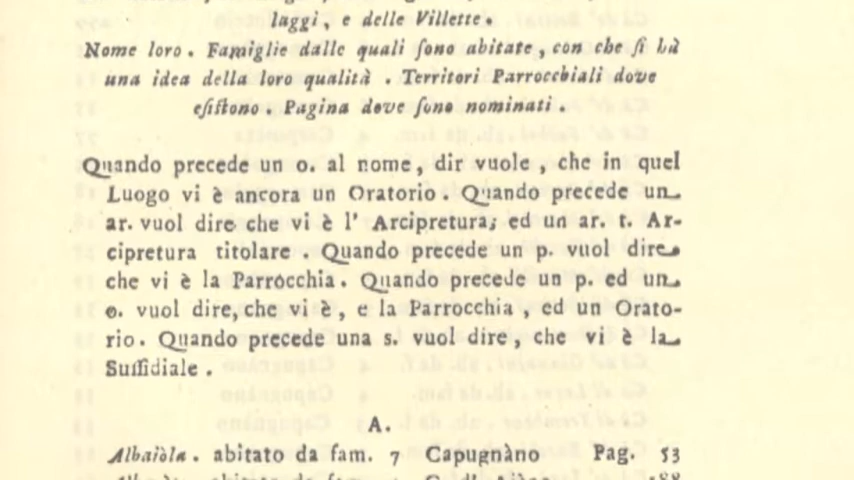 luggi, e delle Villette.
Nome loro. Famiglie dalle quali ſono abitate, con che ſi hà
una idea della loro qualità. Territori Parrocchiali dove
eſiſtono. Pagina dove ſono nominati.
Quando precede un o. al nome, dir vuole, che in quel
Luogo vi è ancora un Oratorio. Quando precede un
ar. vuol dire che vi è l' Arcipretura; ed un ar. t. Ar-
cipretura titolare. Quando precede un p. vuol dire
che vi è la Parrocchia. Quando precede un p. ed un
o. vuol dire, che vi è, e la Parrocchia, ed un Orato-
rio. Quando precede una s. vuol dire, che vi è la
Suſſidiale.
A.
Albaiòla. abitato da fam. 7 Capugnàno Pag. 53